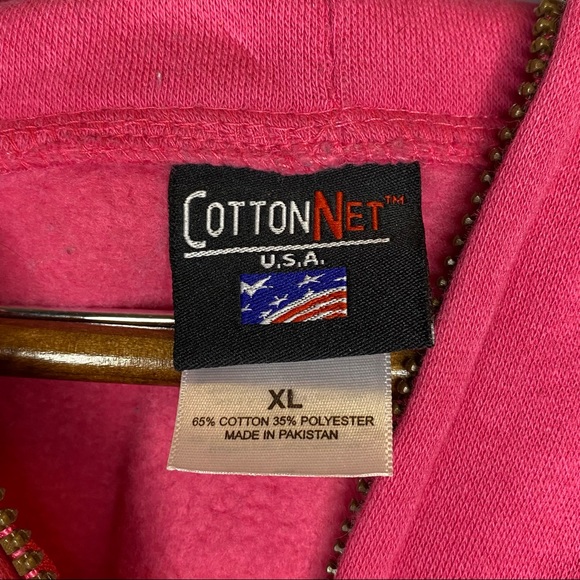 COTTONNET™
U.S.A.
XL
65% COTTON 35% POLYESTER
MADE IN PAKISTAN